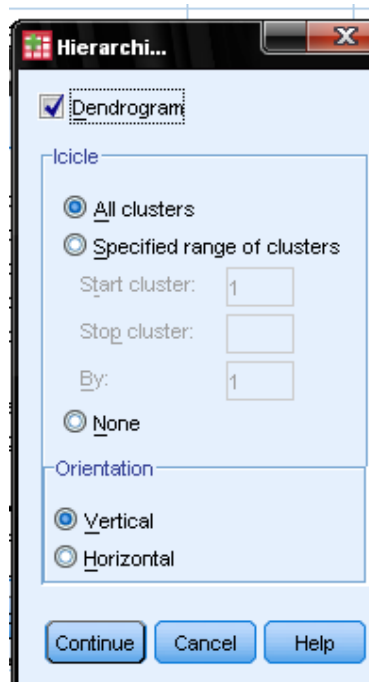 Hierarchi...
Dendrogram
Icicle
All clusters
Specified range of clusters
Start cluster: 1
Stop cluster:
By: 1
None
Orientation
Vertical
Horizontal
Continue Cancel Help